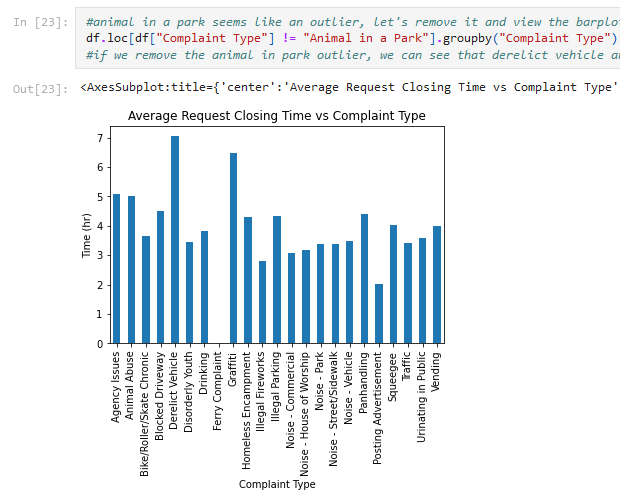 In [23]:
#animal in a park seems like an outlier, let's remove it and view the barplo
df.loc[df["Complaint Type"] != "Animal in a Park"].groupby("Complaint Type")
#if we remove the animal in park outlier, we can see that derelict vehicle a
Out[23]:
<AxesSubplot:title={'center':'Average Request Closing Time vs Complaint Type'
Average Request Closing Time vs Complaint Type
Time (hr)
7
6
5
4
3
2
1
0
Agency Issues
Animal Abuse
Bike/Roller/Skate Chronic
Blocked Driveway
Derelict Vehicle
Disorderly Youth
Drinking
Ferry Complaint
Graffiti
Homeless Encampment
Illegal Fireworks
Illegal Parking
Noise - Commercial
Noise - House of Worship
Noise - Park
Noise - Street/Sidewalk
Noise - Vehicle
Panhandling
Posting Advertisement
Squeegee
Traffic
Urinating in Public
Vending
Complaint Type